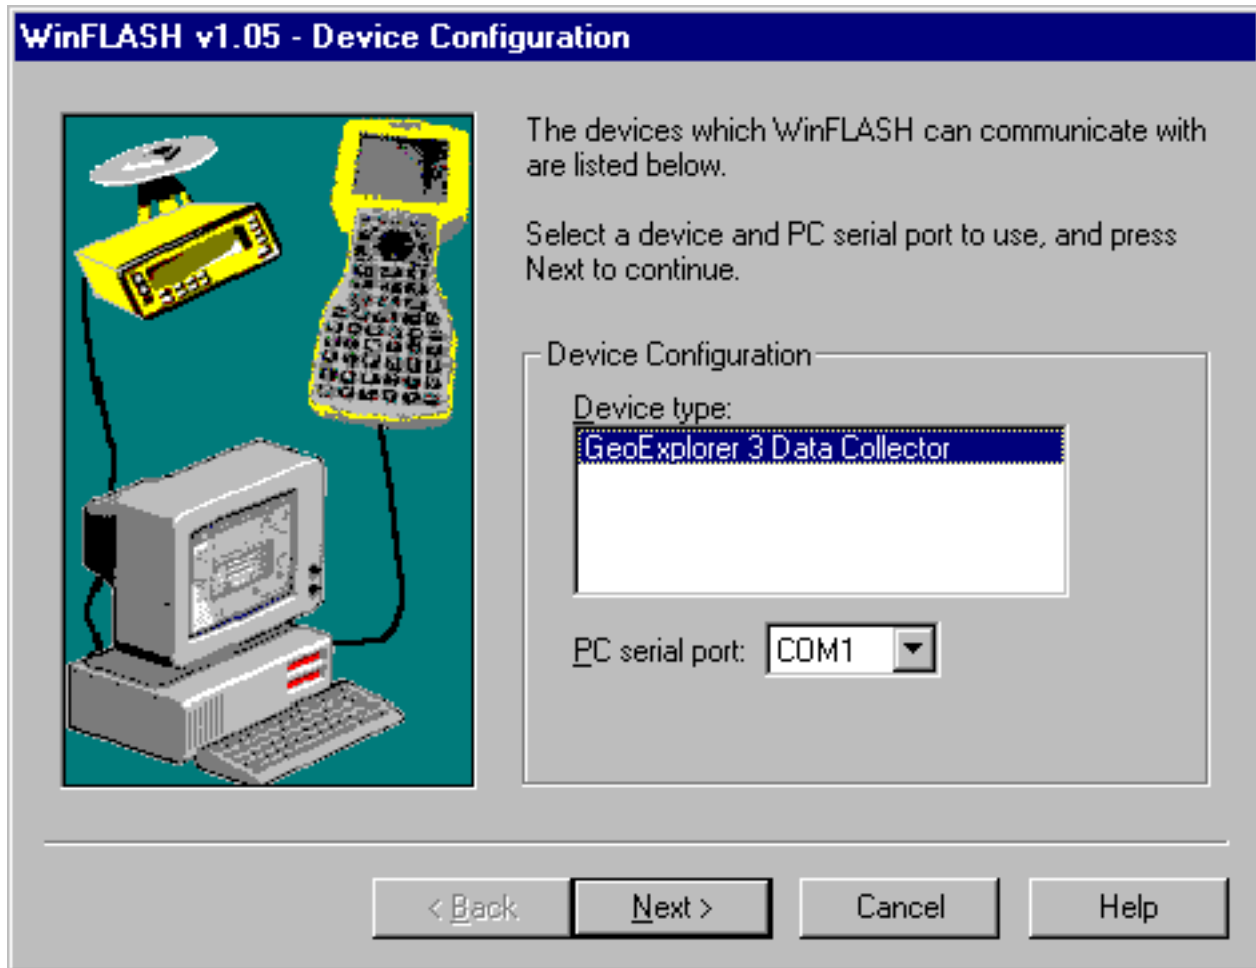 WinFLASH v1.05 - Device Configuration
The devices which WinFLASH can communicate with
are listed below.
Select a device and PC serial port to use, and press
Next to continue.
Device Configuration
Device type:
GeoExplorer 3 Data Collector
PC serial port: COM1
< Back Next > Cancel Help